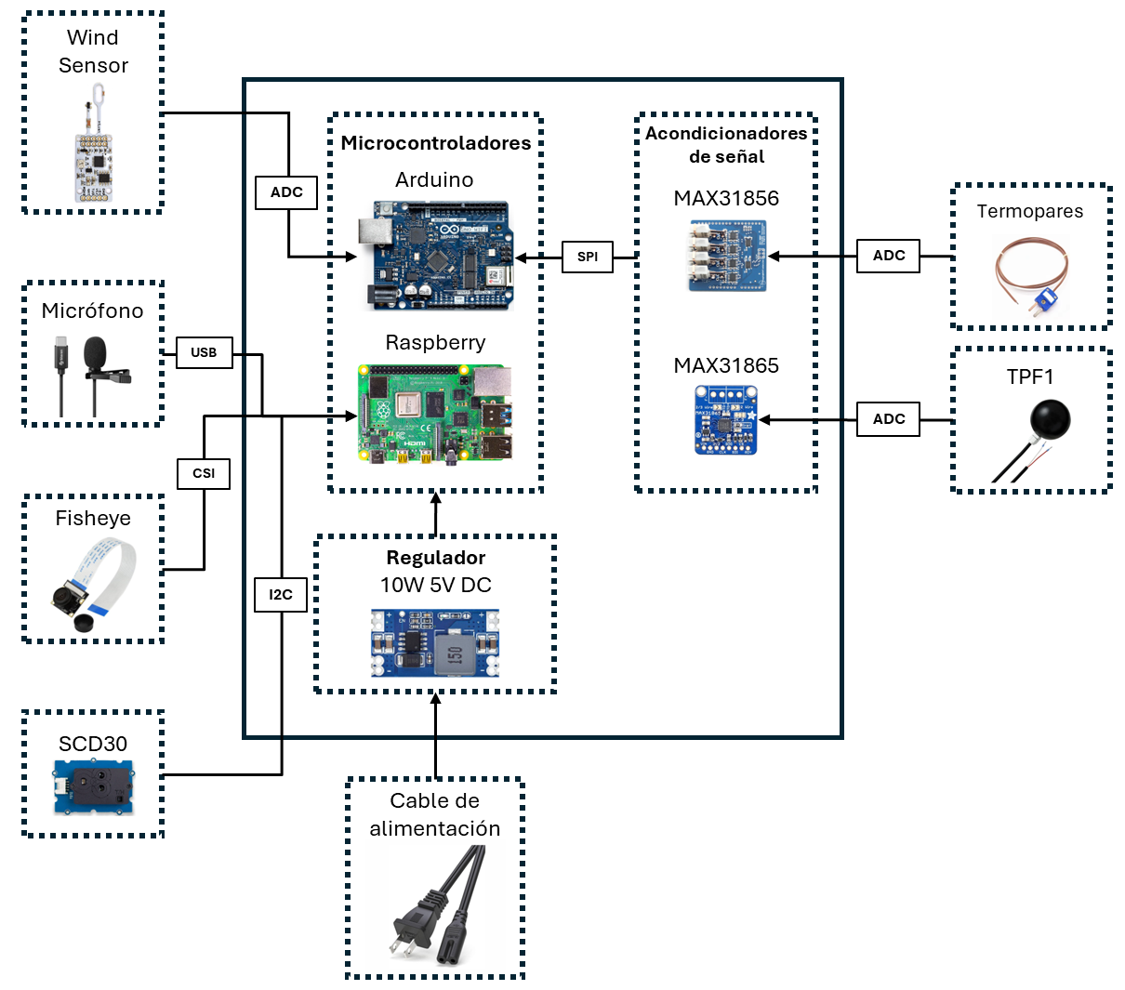 Wind
Sensor
ADC
Micrófono
USB
CSI
Fisheye
I2C
SCD30
Microcontroladores
Arduino
Raspberry
SPI
Regulador
10W 5V DC
150
Cable de
alimentación
Acondicionadores
de señal
MAX31856
MAX31865
ADC
Termopares
ADC
TPF1